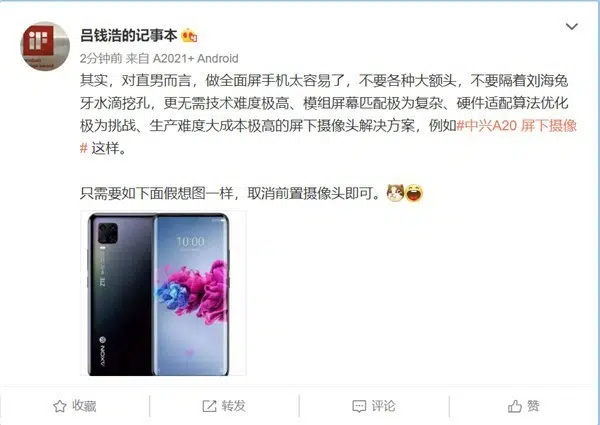 吕钱浩的记事本
2分钟前 来自 A2021+ Android
其实，对直男而言，做全面屏手机太容易了，不要各种大额头，不要隔着刘海兔
牙水滴挖孔，更无需技术难度极高、模组屏幕匹配极为复杂、硬件适配算法优化
极为挑战、生产难度大成本极高的屏下摄像头解决方案，例如#中兴A20 屏下摄像
# 这样。
只需要如下面假想图一样，取消前置摄像头即可。
10:00
ZTE
AXON
收藏
转发
评论
赞